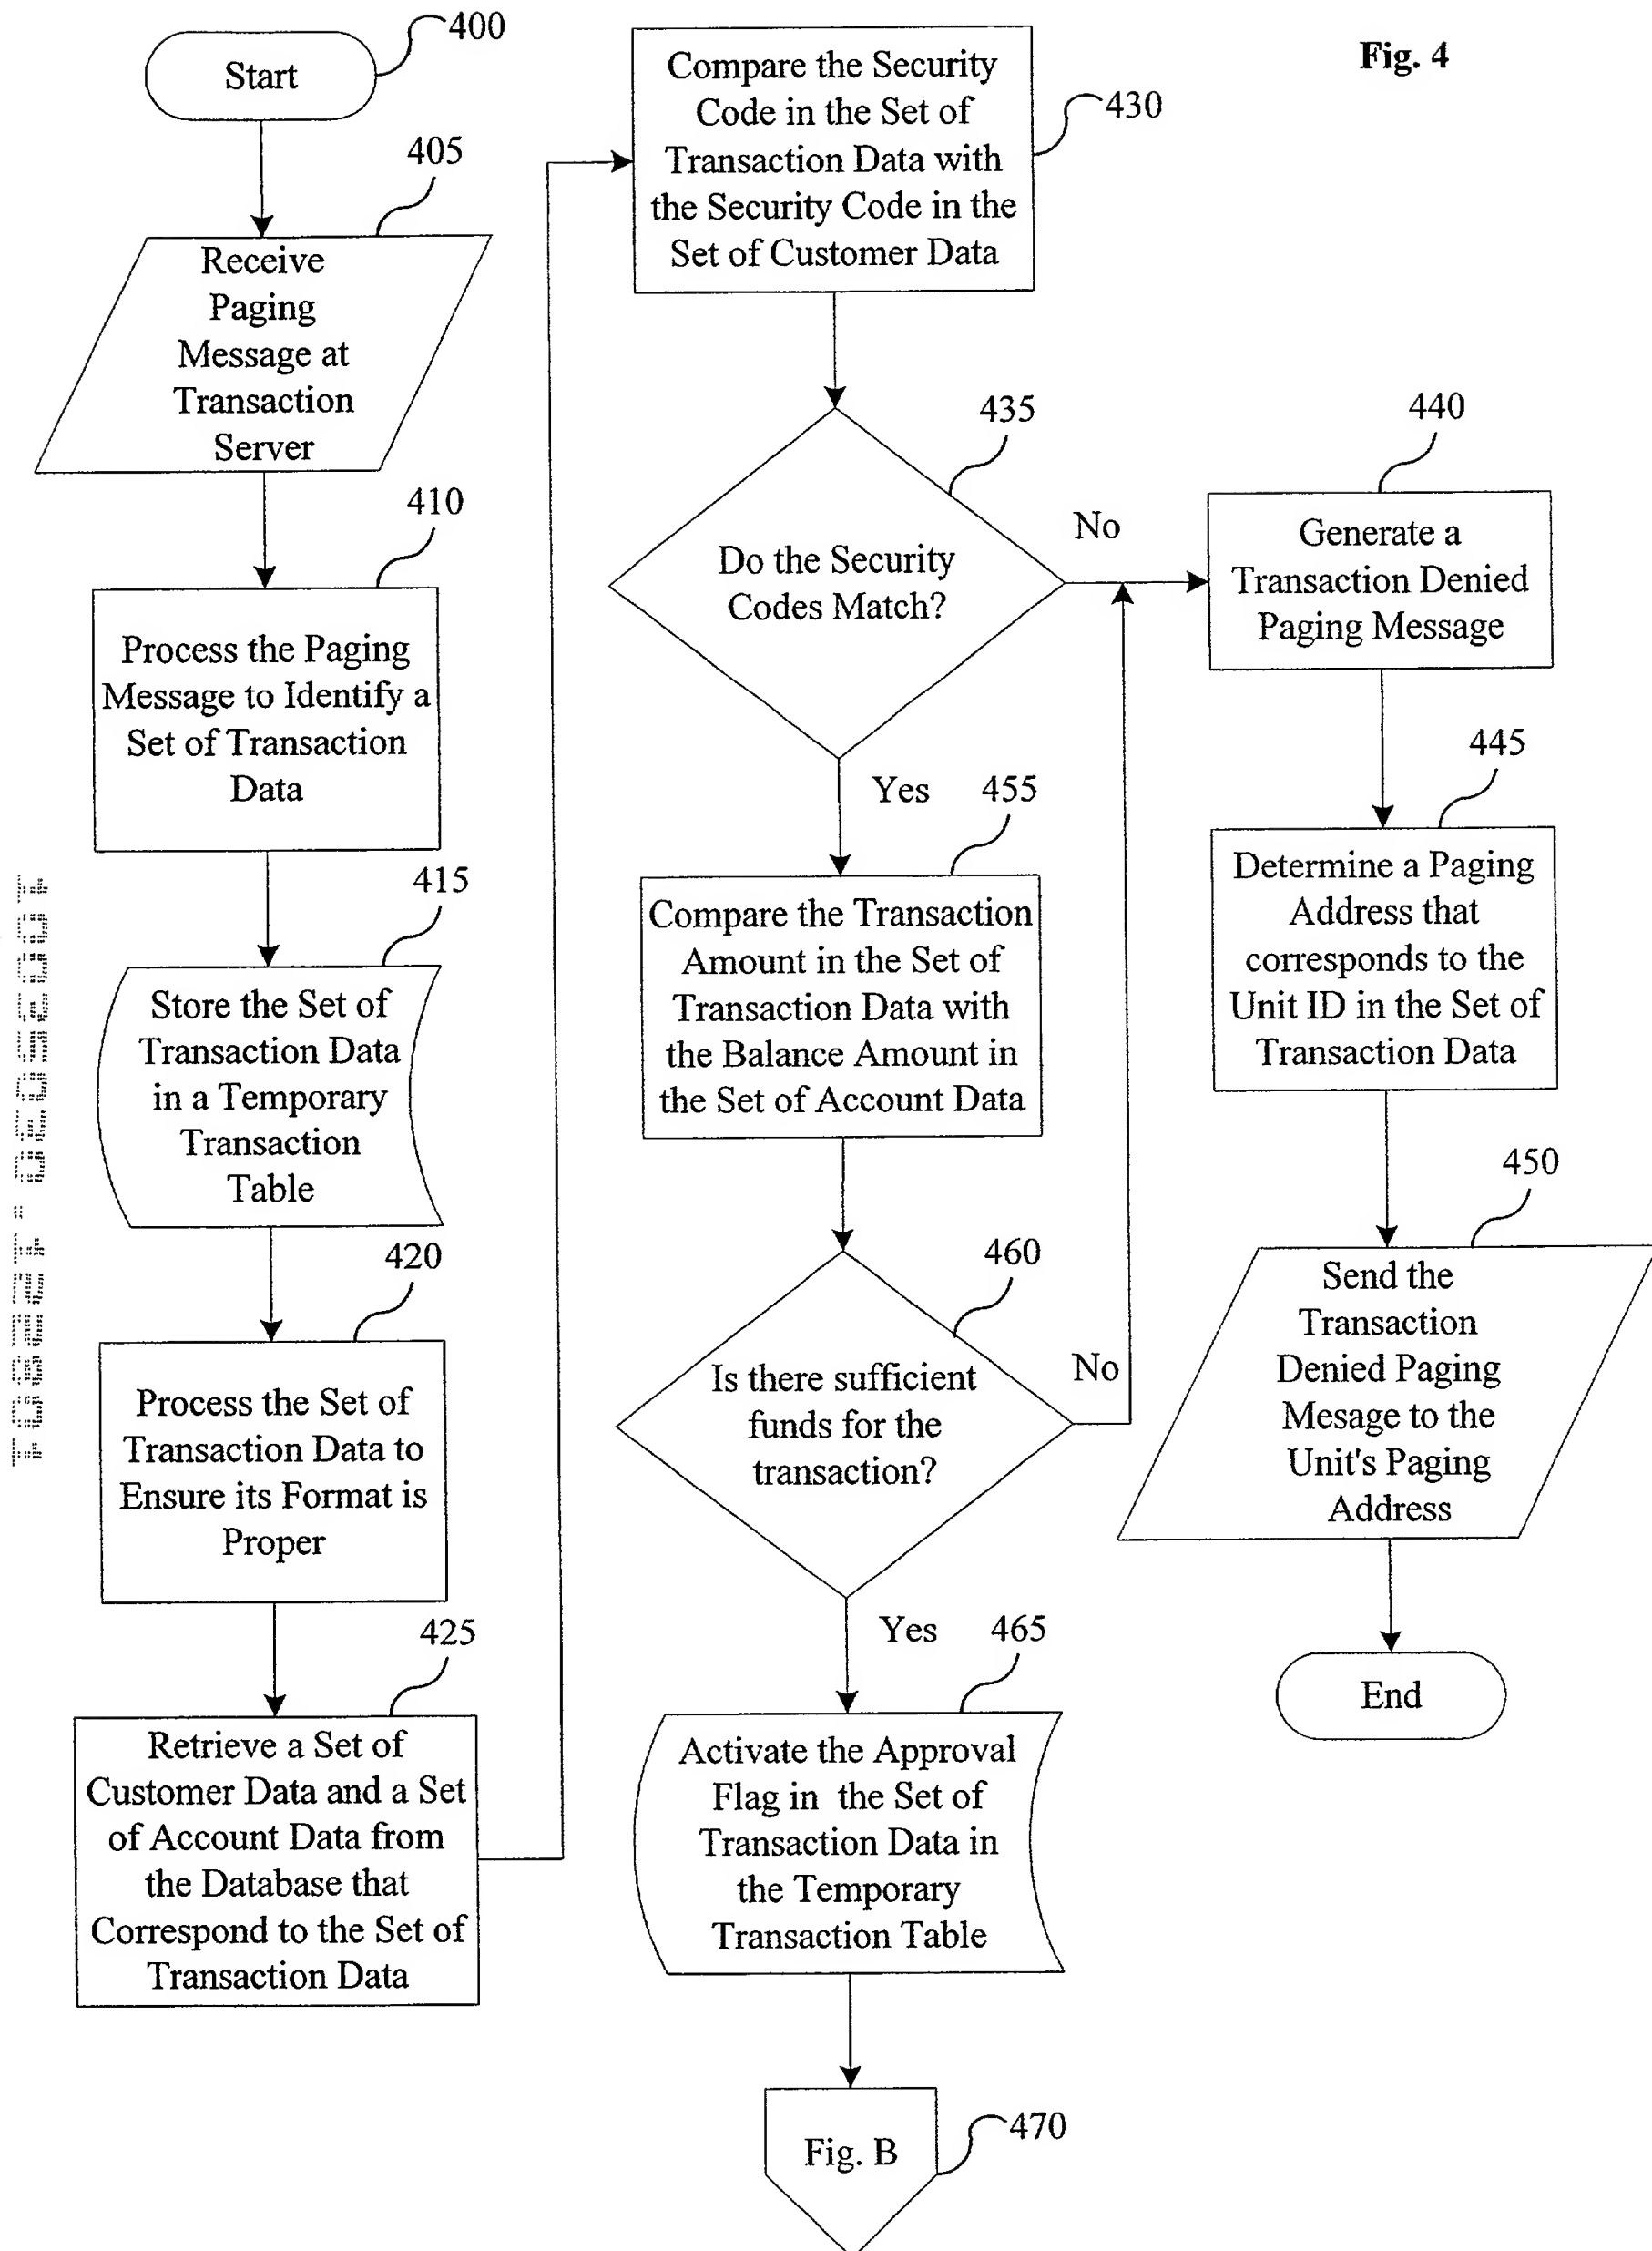 Fig. 4
400
Start
405
Receive
Paging
Message at
Transaction
Server
410
Process the Paging
Message to Identify a
Set of Transaction
Data
415
Store the Set of
Transaction Data
in a Temporary
Transaction
Table
420
Process the Set of
Transaction Data to
Ensure its Format is
Proper
425
Retrieve a Set of
Customer Data and a Set
of Account Data from
the Database that
Correspond to the Set of
Transaction Data
430
Compare the Security
Code in the Set of
Transaction Data with
the Security Code in the
Set of Customer Data
435
Do the Security
Codes Match?
No
Yes
455
Compare the Transaction
Amount in the Set of
Transaction Data with
the Balance Amount in
the Set of Account Data
460
Is there sufficient
funds for the
transaction?
No
Yes
465
Activate the Approval
Flag in the Set of
Transaction Data in
the Temporary
Transaction Table
Fig. B
470
440
Generate a
Transaction Denied
Paging Message
445
Determine a Paging
Address that
corresponds to the
Unit ID in the Set of
Transaction Data
450
Send the
Transaction
Denied Paging
Mesage to the
Unit's Paging
Address
End